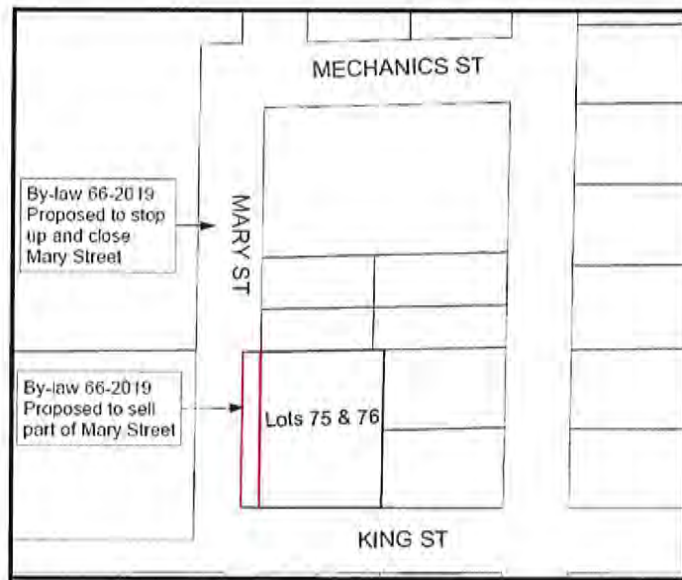 MECHANICS ST
By-law 66-2019
Proposed to stop
up and close
Mary Street
MARY ST
By-law 66-2019
Proposed to sell
part of Mary Street
Lots 75 & 76
KING ST